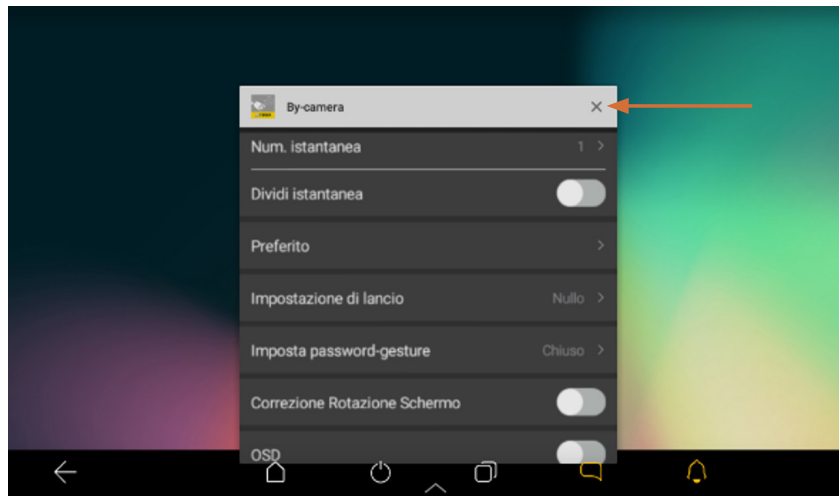 By-camera
Num. istantanea 1
Dividi istantanea
Preferito
Impostazione di lancio Nullo
Imposta password-gesture Chiuso
Correzione Rotazione Schermo
OSD